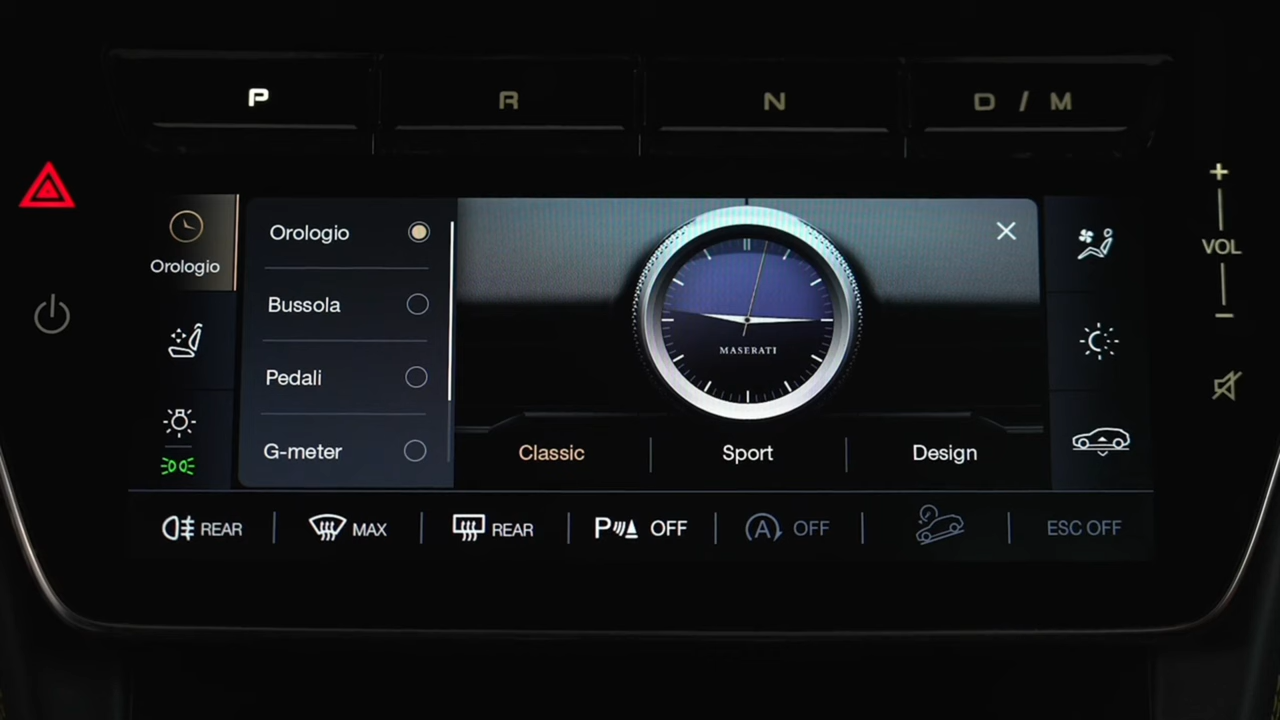 P
R
N
D / M
Orologio
Orologio
Bussola
Pedali
G-meter
MASERATI
Classic
Sport
Design
+
VOL
−
REAR
MAX
REAR
P OFF
A OFF
ESC OFF